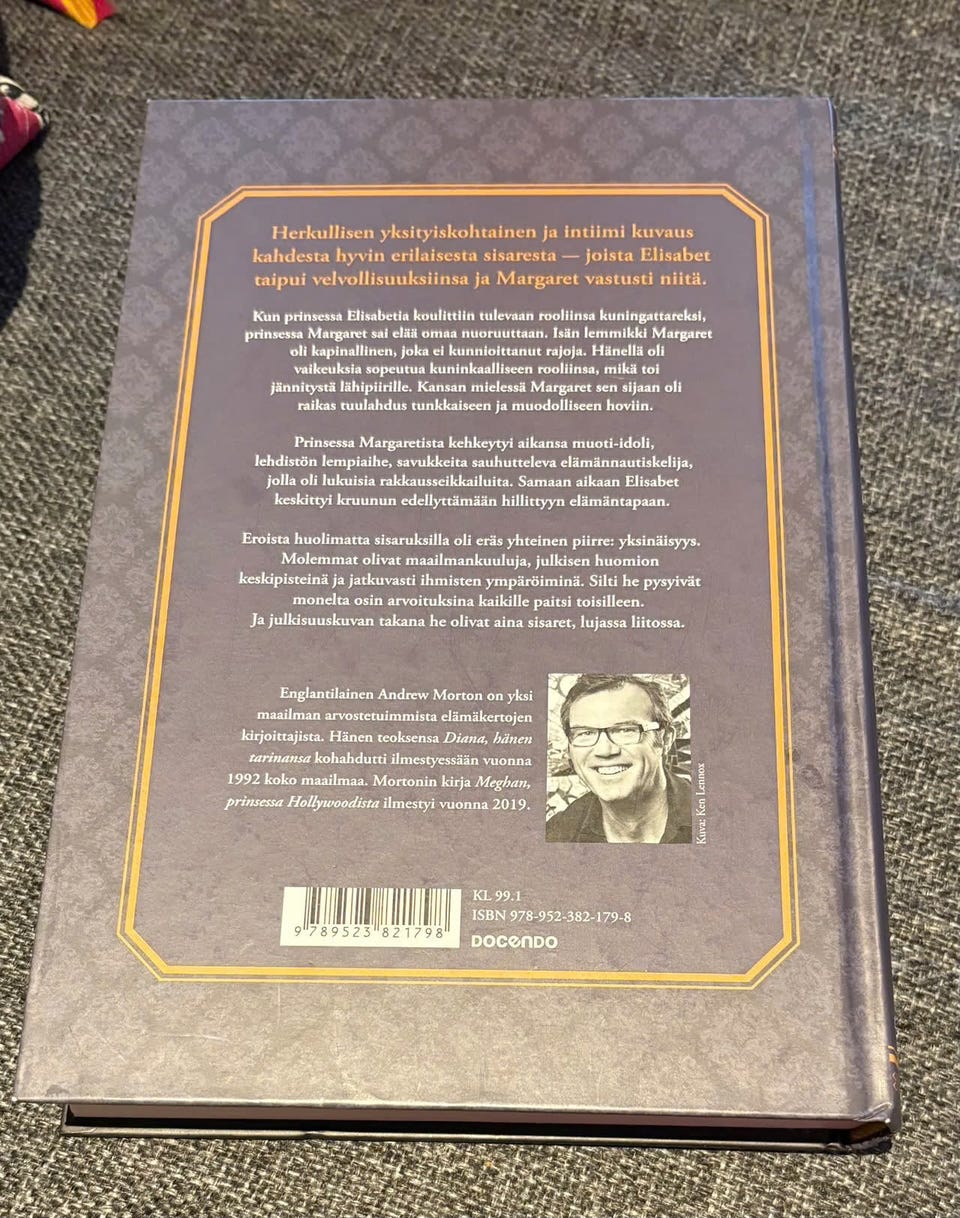 Herkullisen yksityiskohtainen ja intiimi kuvaus
kahdesta hyvin erilaisesta sisaresta — joista Elisabet
taipui velvollisuuksiinsa ja Margaret vastusti niitä.
Kun prinsessa Elisabetia koulittiin tulevaan rooliinsa kuningattareksi,
prinsessa Margaret sai elää omaa nuoruuttaan. Isän lemmikki Margaret
oli kapinallinen, joka ei kunnioittanut rajoja. Hänellä oli
vaikeuksia sopeutua kuninkaalliseen rooliinsa, mikä toi
jännitystä lähipiirille. Kansan mielessä Margaret sen sijaan oli
raikas tuulahdus tunkkaiseen ja muodolliseen hoviin.
Prinsessa Margaretista kehkeytyi aikansa muoti-idoli,
lehdistön lempiaihe, savukkeita sauhutteleva elämännautiskelija,
jolla oli lukuisia rakkausseikkailuita. Samaan aikaan Elisabet
keskittyi kruunun edellyttämään hillittyyn elämäntapaan.
Eroista huolimatta sisaruksilla oli eräs yhteinen piirre: yksinäisyys.
Molemmat olivat maailmankuuluja, julkisen huomion
keskipisteinä ja jatkuvasti ihmisten ympäröiminä. Silti he pysyivät
monelta osin arvoituksina kaikille paitsi toisilleen.
Ja julkisuuskuvan takana he olivat aina sisaret, lujassa liitossa.
Englantilainen Andrew Morton on yksi
maailman arvostetuimmista elämäkertojen
kirjoittajista. Hänen teoksensa Diana, hänen
tarinansa kohahdutti ilmestyessään vuonna
1992 koko maailmaa. Mortonin kirja Meghan,
prinsessa Hollywoodista ilmestyi vuonna 2019.
Kuva: Ken Lennox
KL 99.1
ISBN 978-952-382-179-8
DOCENDO
9 789523 821798